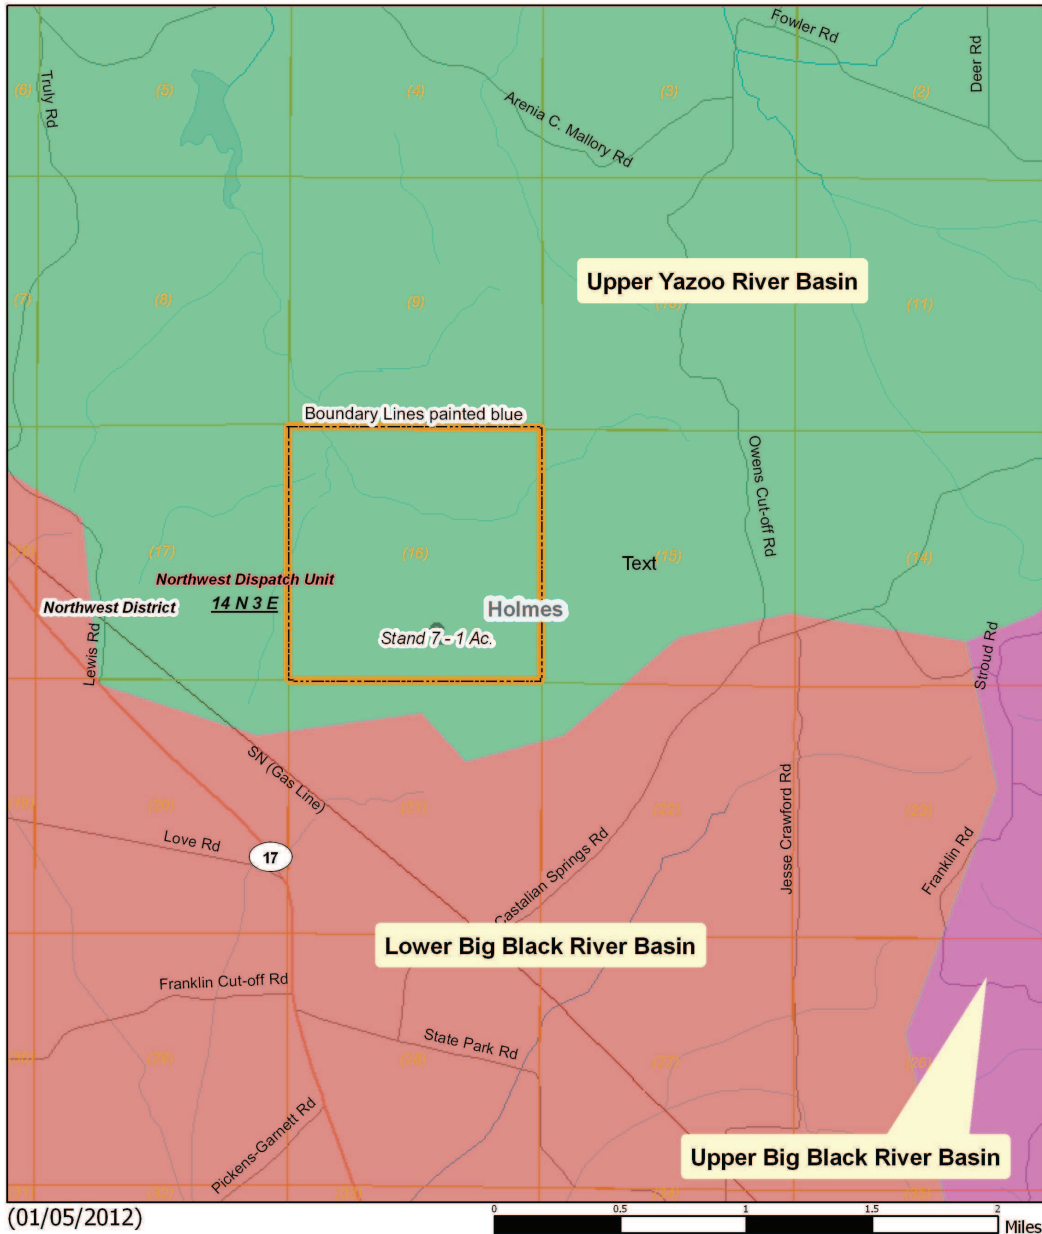 Fowler Rd
Deer Rd
Truly Rd
(6)
(5)
(4)
(3)
(2)
Arenia C. Mallory Rd
Upper Yazoo River Basin
(7)
(8)
(9)
(11)
Boundary Lines painted blue
Owens Cut-off Rd
(17)
(16)
(15)
(14)
Text
Northwest Dispatch Unit
14 N 3 E
Northwest District
Holmes
Stand 7 - 1 Ac.
Lewis Rd
Stroud Rd
SN (Gas Line)
Jesse Crawford Rd
Love Rd
17
Castalian Springs Rd
Franklin Rd
Lower Big Black River Basin
Franklin Cut-off Rd
State Park Rd
Pickens-Garnett Rd
Upper Big Black River Basin
(01/05/2012)
0 0.5 1 1.5 2
Miles